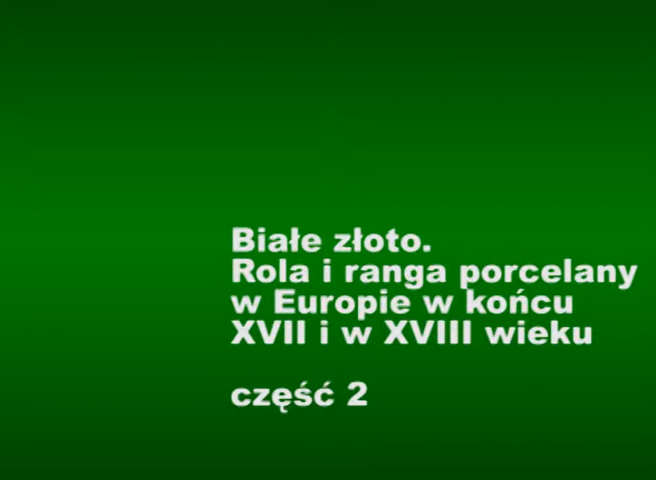 Białe złoto.
Rola i ranga porcelany
w Europie w końcu
XVII i w XVIII wieku
część 2